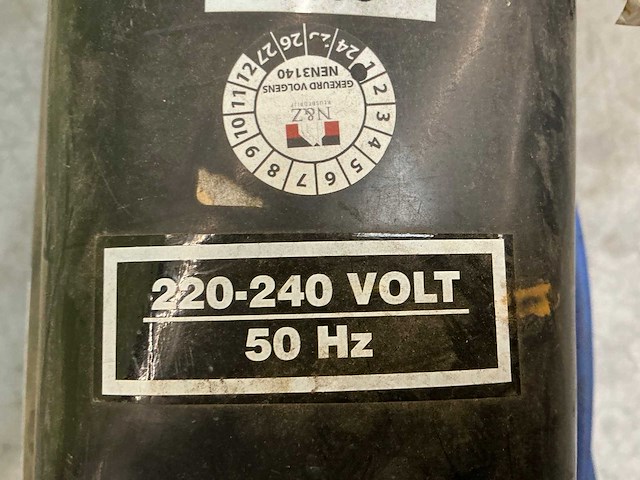 24 26 27
1 2 3 4 5 6 7 8 9 10 11 12
GEKEURD VOLGENS
NEN3140
N&Z
KEURBEDRIJF
220-240 VOLT
50 Hz